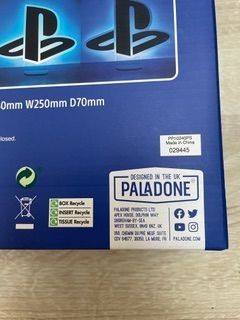 0mm W250mm D70mm
losed.
PP10240PS
Made in China
029445
BOX Recycle
INSERT Recycle
TISSUE Recycle
DESIGNED IN THE UK
PALADONE
PALADONE PRODUCTS LTD
APEX HOUSE, DOLPHIN WAY
SHOREHAM-BY-SEA
WEST SUSSEX, BN43 6NZ, UK
PALADONE.COM